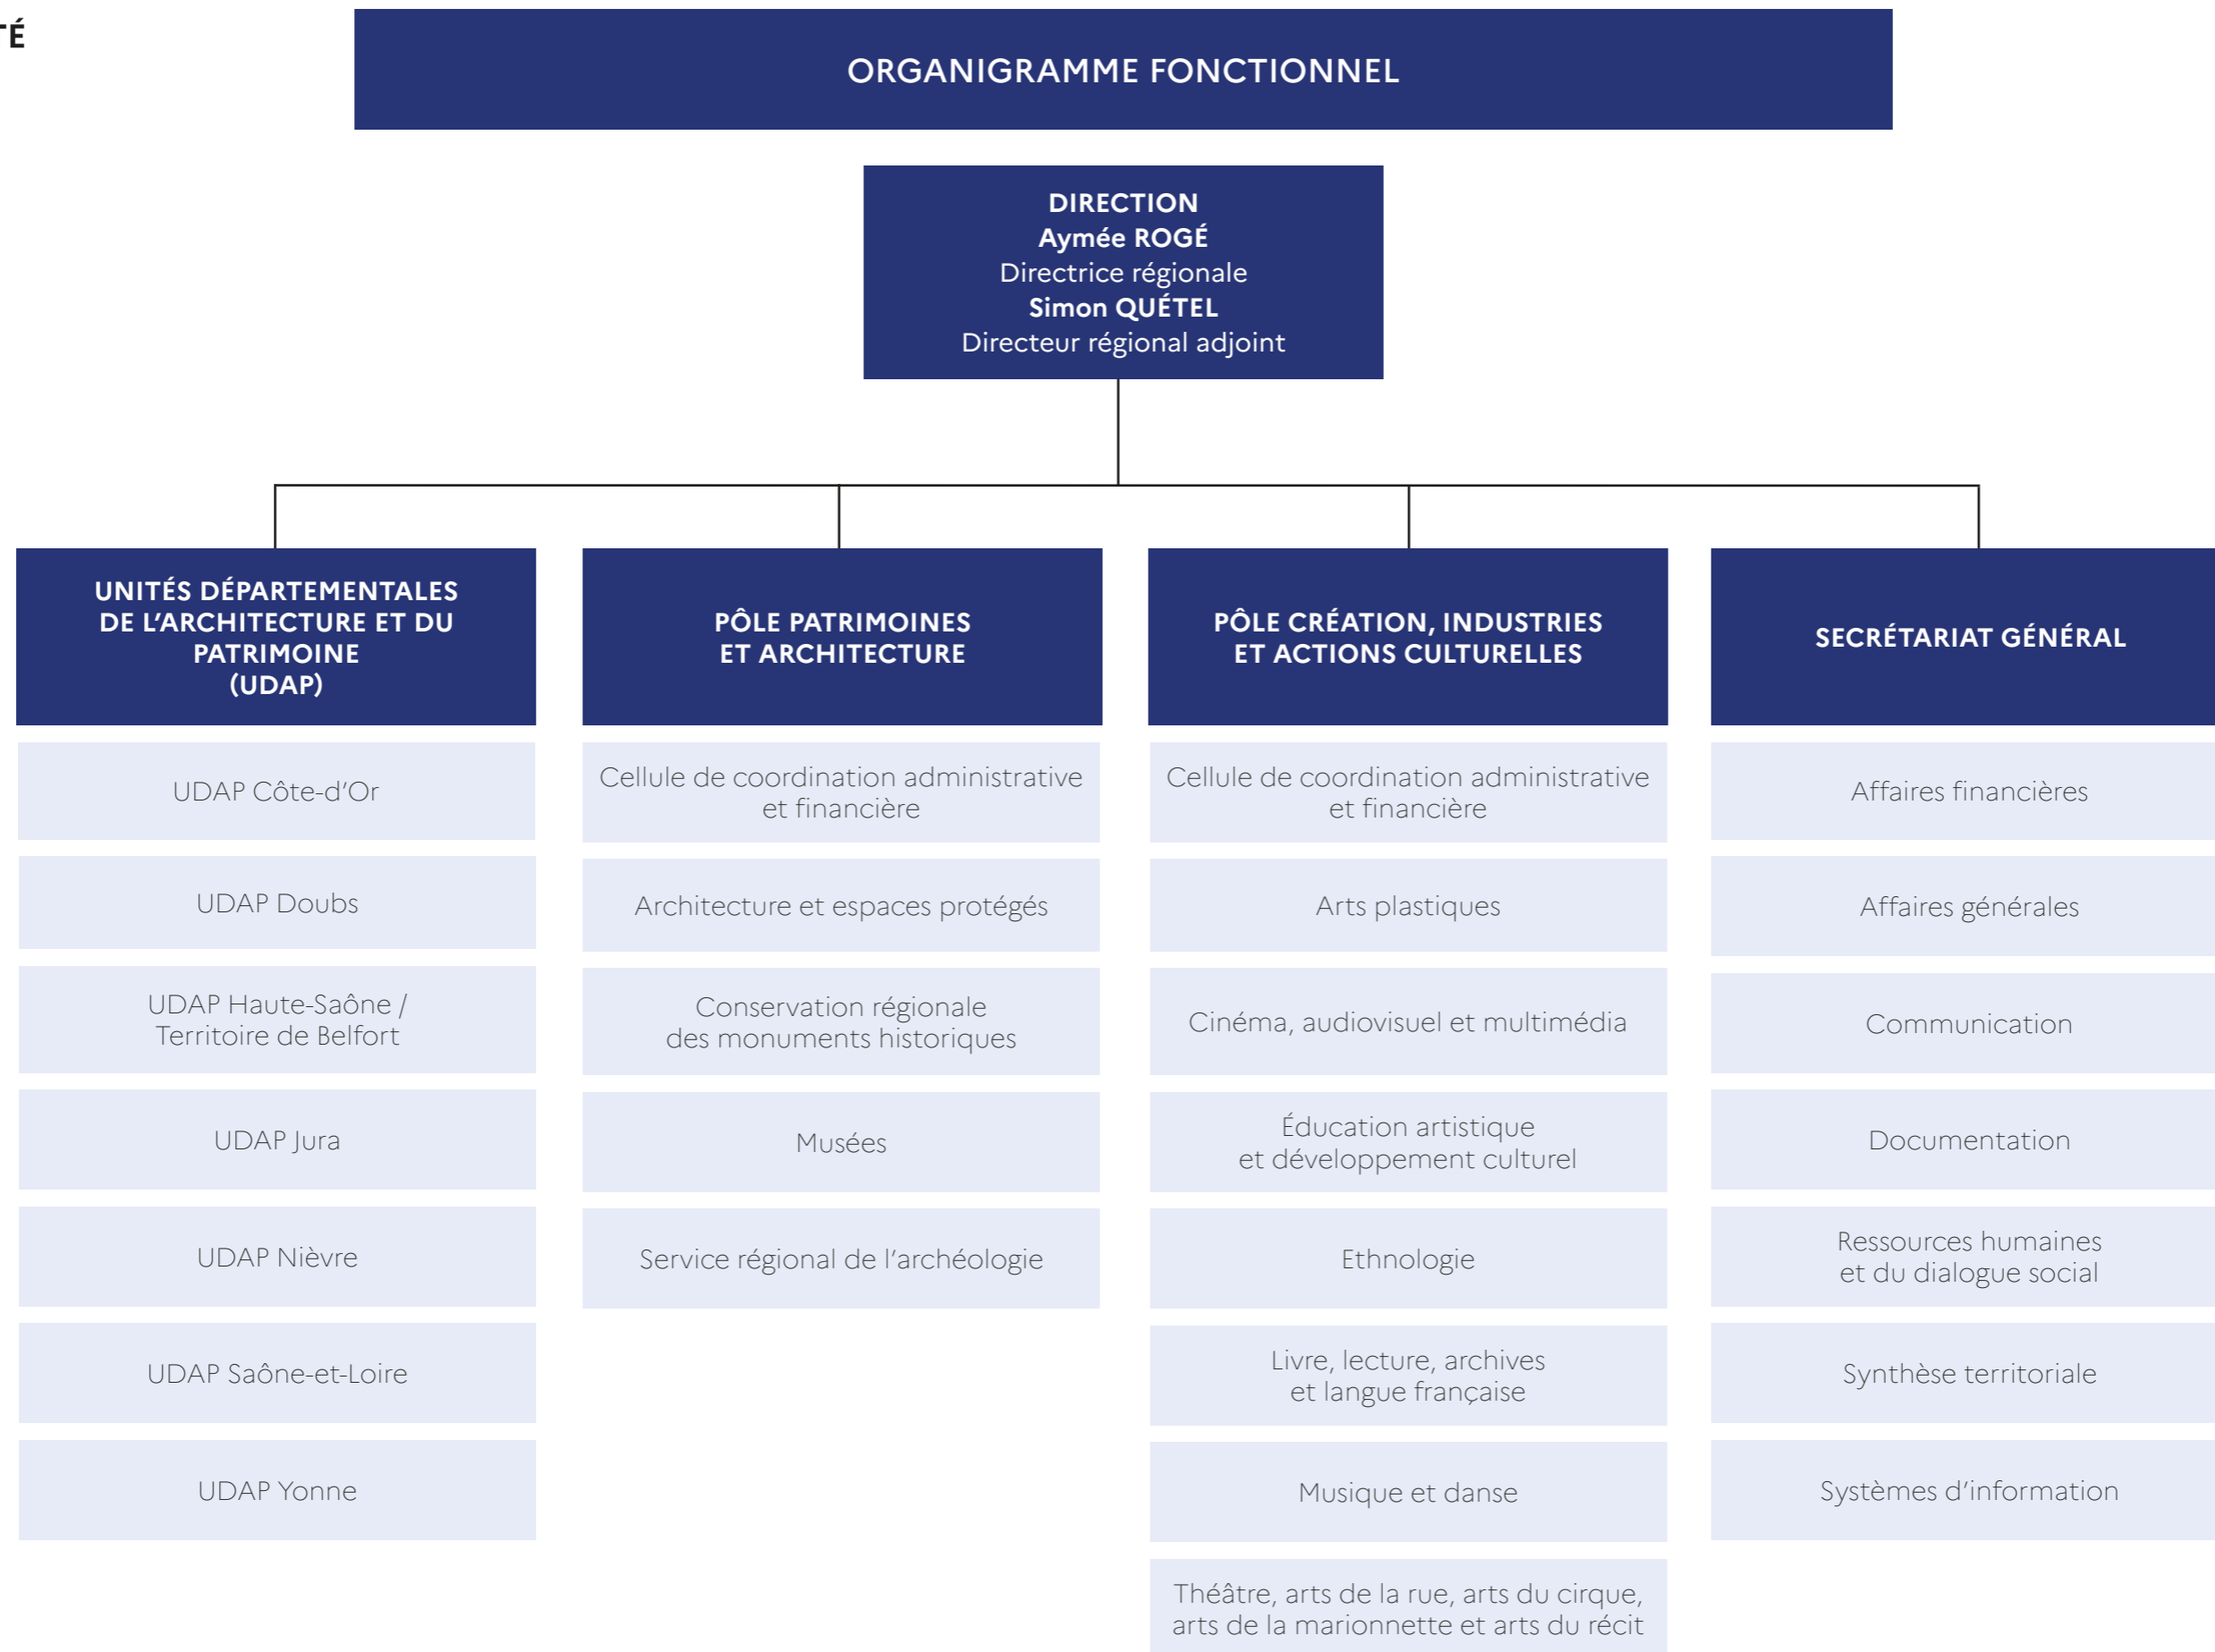 TÉ
ORGANIGRAMME FONCTIONNEL
DIRECTION
Aymée ROGÉ
Directrice régionale
Simon QUÉTEL
Directeur régional adjoint
UNITÉS DÉPARTEMENTALES
DE L’ARCHITECTURE ET DU
PATRIMOINE
(UDAP)
UDAP Côte-d’Or
UDAP Doubs
UDAP Haute-Saône /
Territoire de Belfort
UDAP Jura
UDAP Nièvre
UDAP Saône-et-Loire
UDAP Yonne
PÔLE PATRIMOINES
ET ARCHITECTURE
Cellule de coordination administrative
et financière
Architecture et espaces protégés
Conservation régionale
des monuments historiques
Musées
Service régional de l’archéologie
PÔLE CRÉATION, INDUSTRIES
ET ACTIONS CULTURELLES
Cellule de coordination administrative
et financière
Arts plastiques
Cinéma, audiovisuel et multimédia
Éducation artistique
et développement culturel
Ethnologie
Livre, lecture, archives
et langue française
Musique et danse
Théâtre, arts de la rue, arts du cirque,
arts de la marionnette et arts du récit
SECRÉTARIAT GÉNÉRAL
Affaires financières
Affaires générales
Communication
Documentation
Ressources humaines
et du dialogue social
Synthèse territoriale
Systèmes d’information